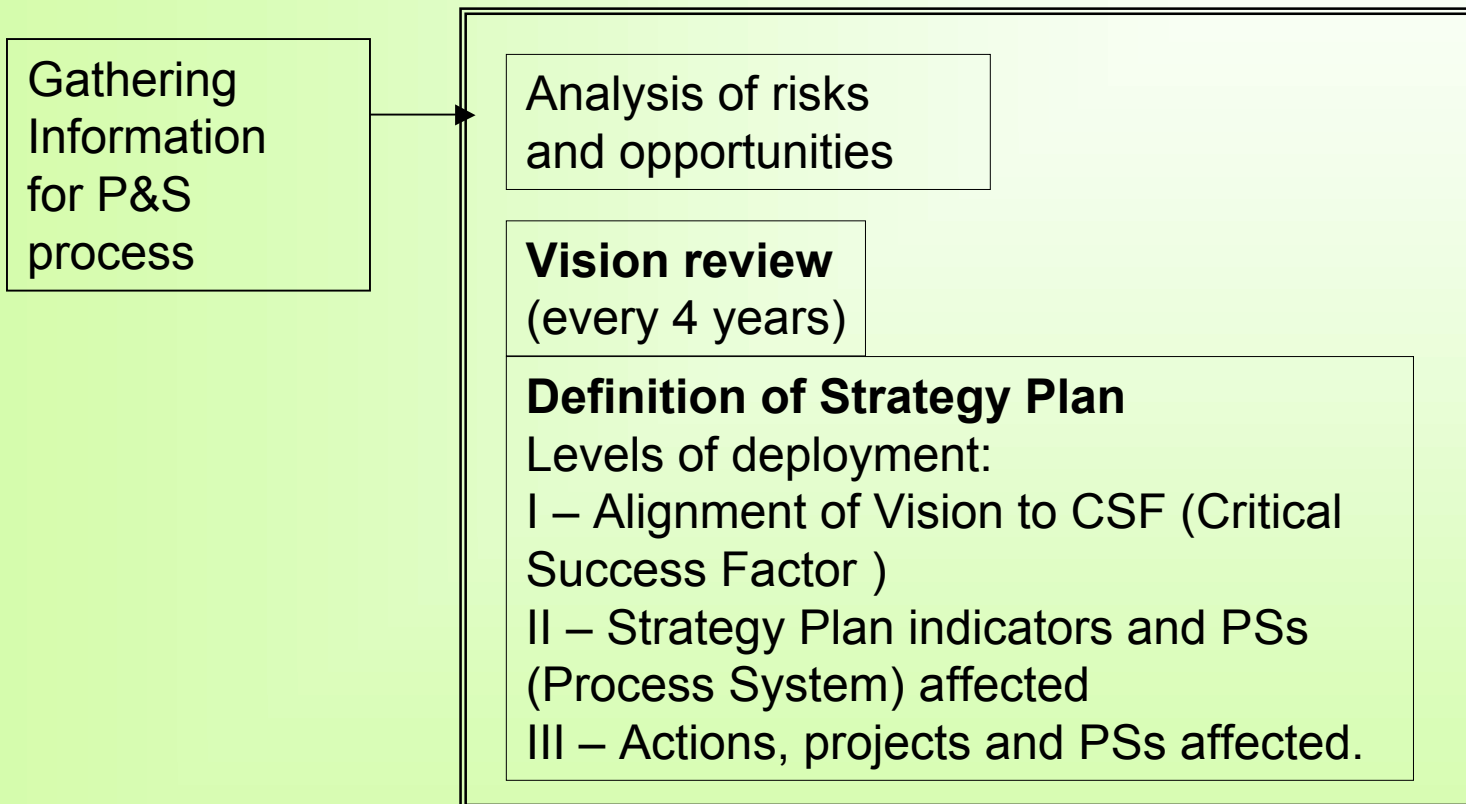 Gathering
Information
for P&S
process
Analysis of risks
and opportunities
Vision review
(every 4 years)
Definition of Strategy Plan
Levels of deployment:
I – Alignment of Vision to CSF (Critical
Success Factor )
II – Strategy Plan indicators and PSs
(Process System) affected
III – Actions, projects and PSs affected.